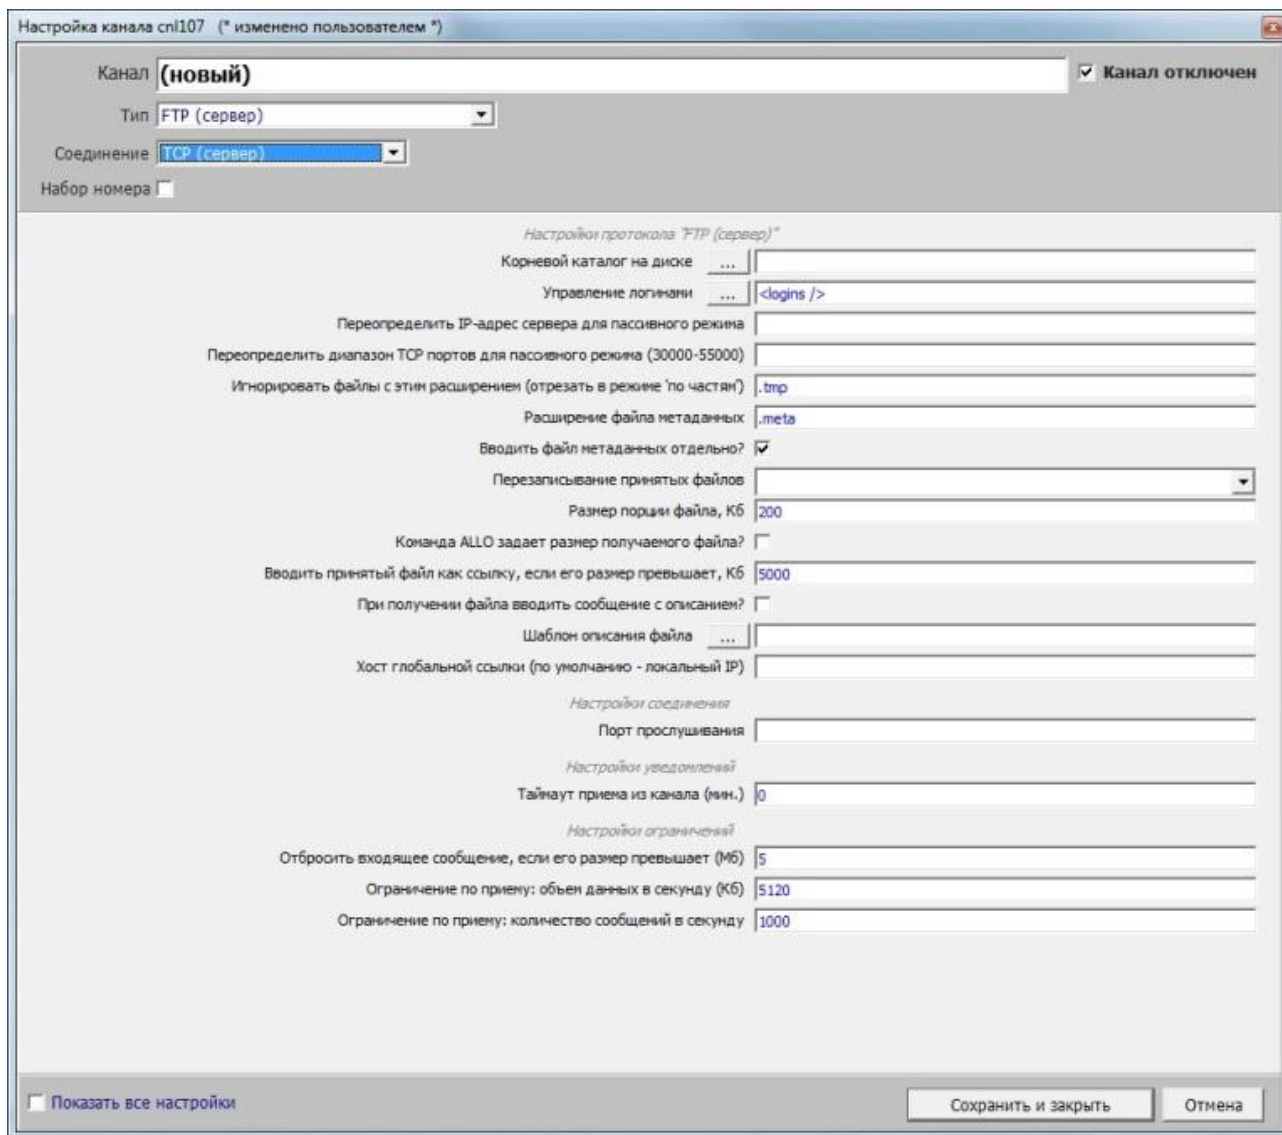 Настройка канала cnl107 (* изменено пользователем *)
Канал (новый) Канал отключен
Тип FTP (сервер)
Соединение TCP (сервер)
Набор номера
Настройки протокола "FTP (сервер)"
Корневой каталог на диске ...
Управление логинами ... <logins />
Переопределить IP-адрес сервера для пассивного режима
Переопределить диапазон TCP портов для пассивного режима (30000-55000)
Игнорировать файлы с этим расширением (отрезать в режиме 'по частям') .tmp
Расширение файла метаданных .meta
Вводить файл метаданных отдельно?
Перезаписывание принятых файлов
Размер порции файла, Кб 200
Команда ALLO задает размер получаемого файла?
Вводить принятый файл как ссылку, если его размер превышает, Кб 5000
При получении файла вводить сообщение с описанием?
Шаблон описания файла ...
Хост глобальной ссылки (по умолчанию - локальный IP)
Настройки соединения
Порт прослушивания
Настройки уведомлений
Таймаут приема из канала (мин.) 0
Настройки ограничений
Отбросить входящее сообщение, если его размер превышает (Мб) 5
Ограничение по приему: объем данных в секунду (Кб) 5120
Ограничение по приему: количество сообщений в секунду 1000
Показать все настройки Сохранить и закрыть Отмена